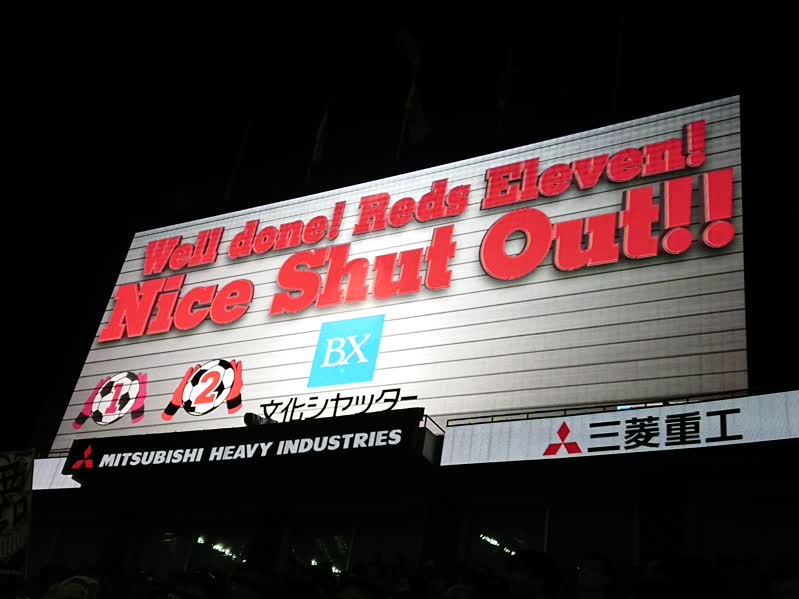 Well done! Reds Eleven!
Nice Shut Out!!
BX
1 2
文化シヤッター
MITSUBISHI HEAVY INDUSTRIES
三菱重工